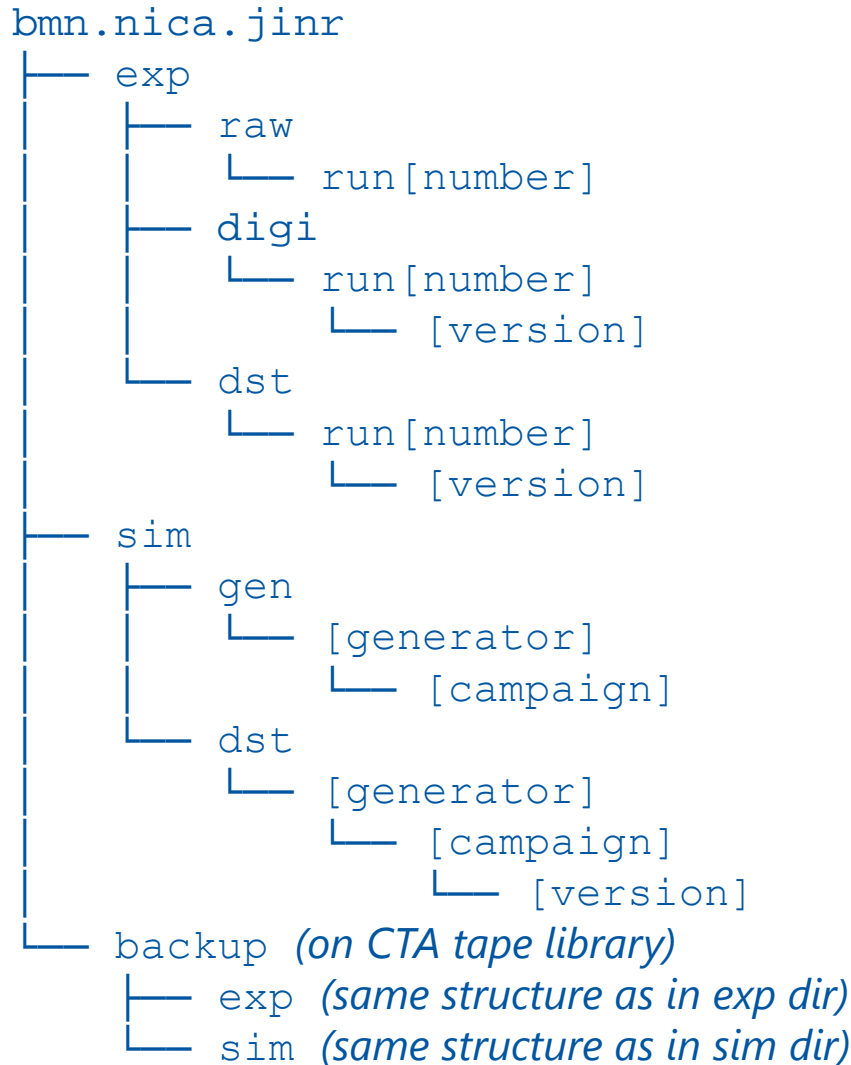 bmn.nica.jinr
├── exp
│   ├── raw
│   │   └── run[number]
│   ├── digi
│   │   └── run[number]
│   │       └── [version]
│   └── dst
│       └── run[number]
│           └── [version]
├── sim
│   ├── gen
│   │   └── [generator]
│   │       └── [campaign]
│   └── dst
│       └── [generator]
│           └── [campaign]
│               └── [version]
└── backup (on CTA tape library)
    ├── exp (same structure as in exp dir)
    └── sim (same structure as in sim dir)